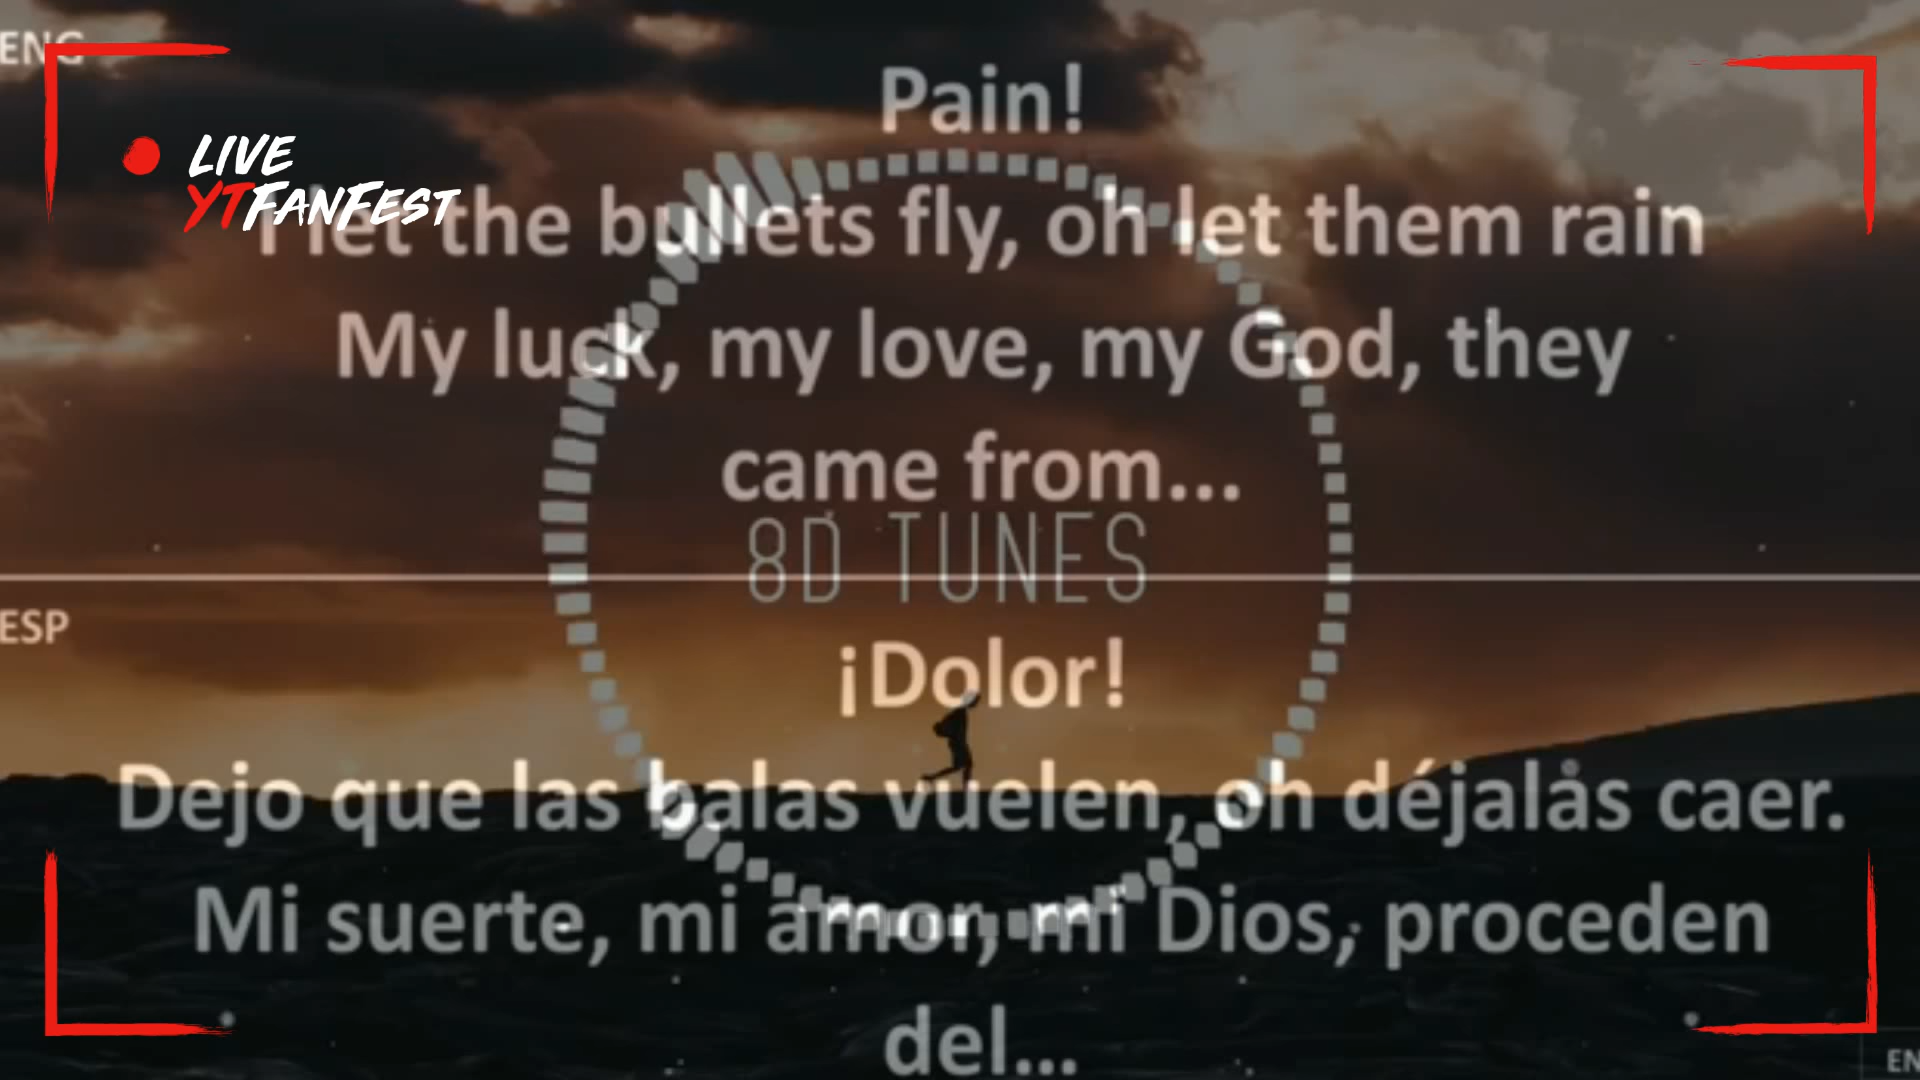 ENG
Pain!
LIVE
YTFANFEST
I let the bullets fly, oh let them rain
My luck, my love, my God, they
came from...
8D TUNES
ESP
¡Dolor!
Dejo que las balas vuelen, oh déjalas caer.
Mi suerte, mi amor, mi Dios, proceden
del...
EN